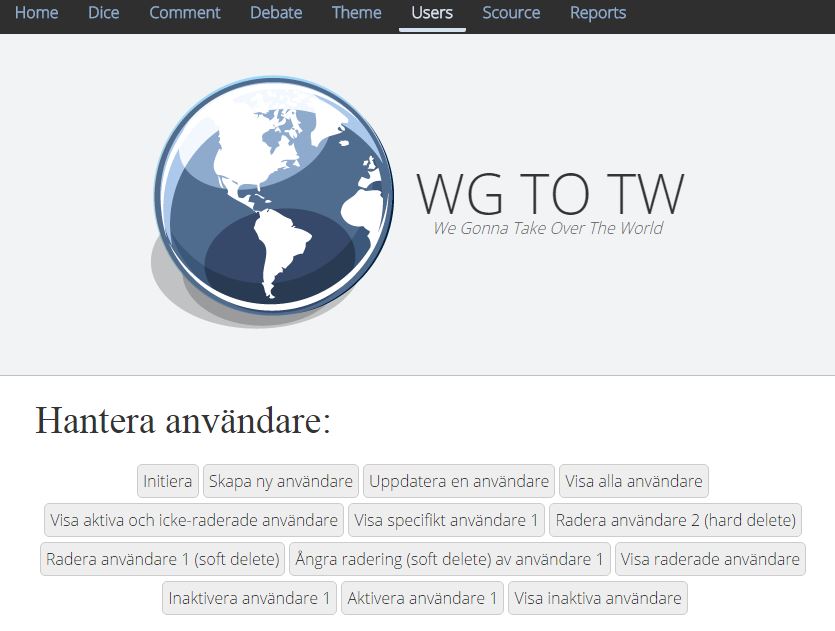 Home Dice Comment Debate Theme Users Scource Reports
WG TO TW
We Gonna Take Over The World
Hantera användare:
Initiera Skapa ny användare Uppdatera en användare Visa alla användare
Visa aktiva och icke-raderade användare Visa specifikt användare 1 Radera användare 2 (hard delete)
Radera användare 1 (soft delete) Ångra radering (soft delete) av användare 1 Visa raderade användare
Inaktivera användare 1 Aktivera användare 1 Visa inaktiva användare